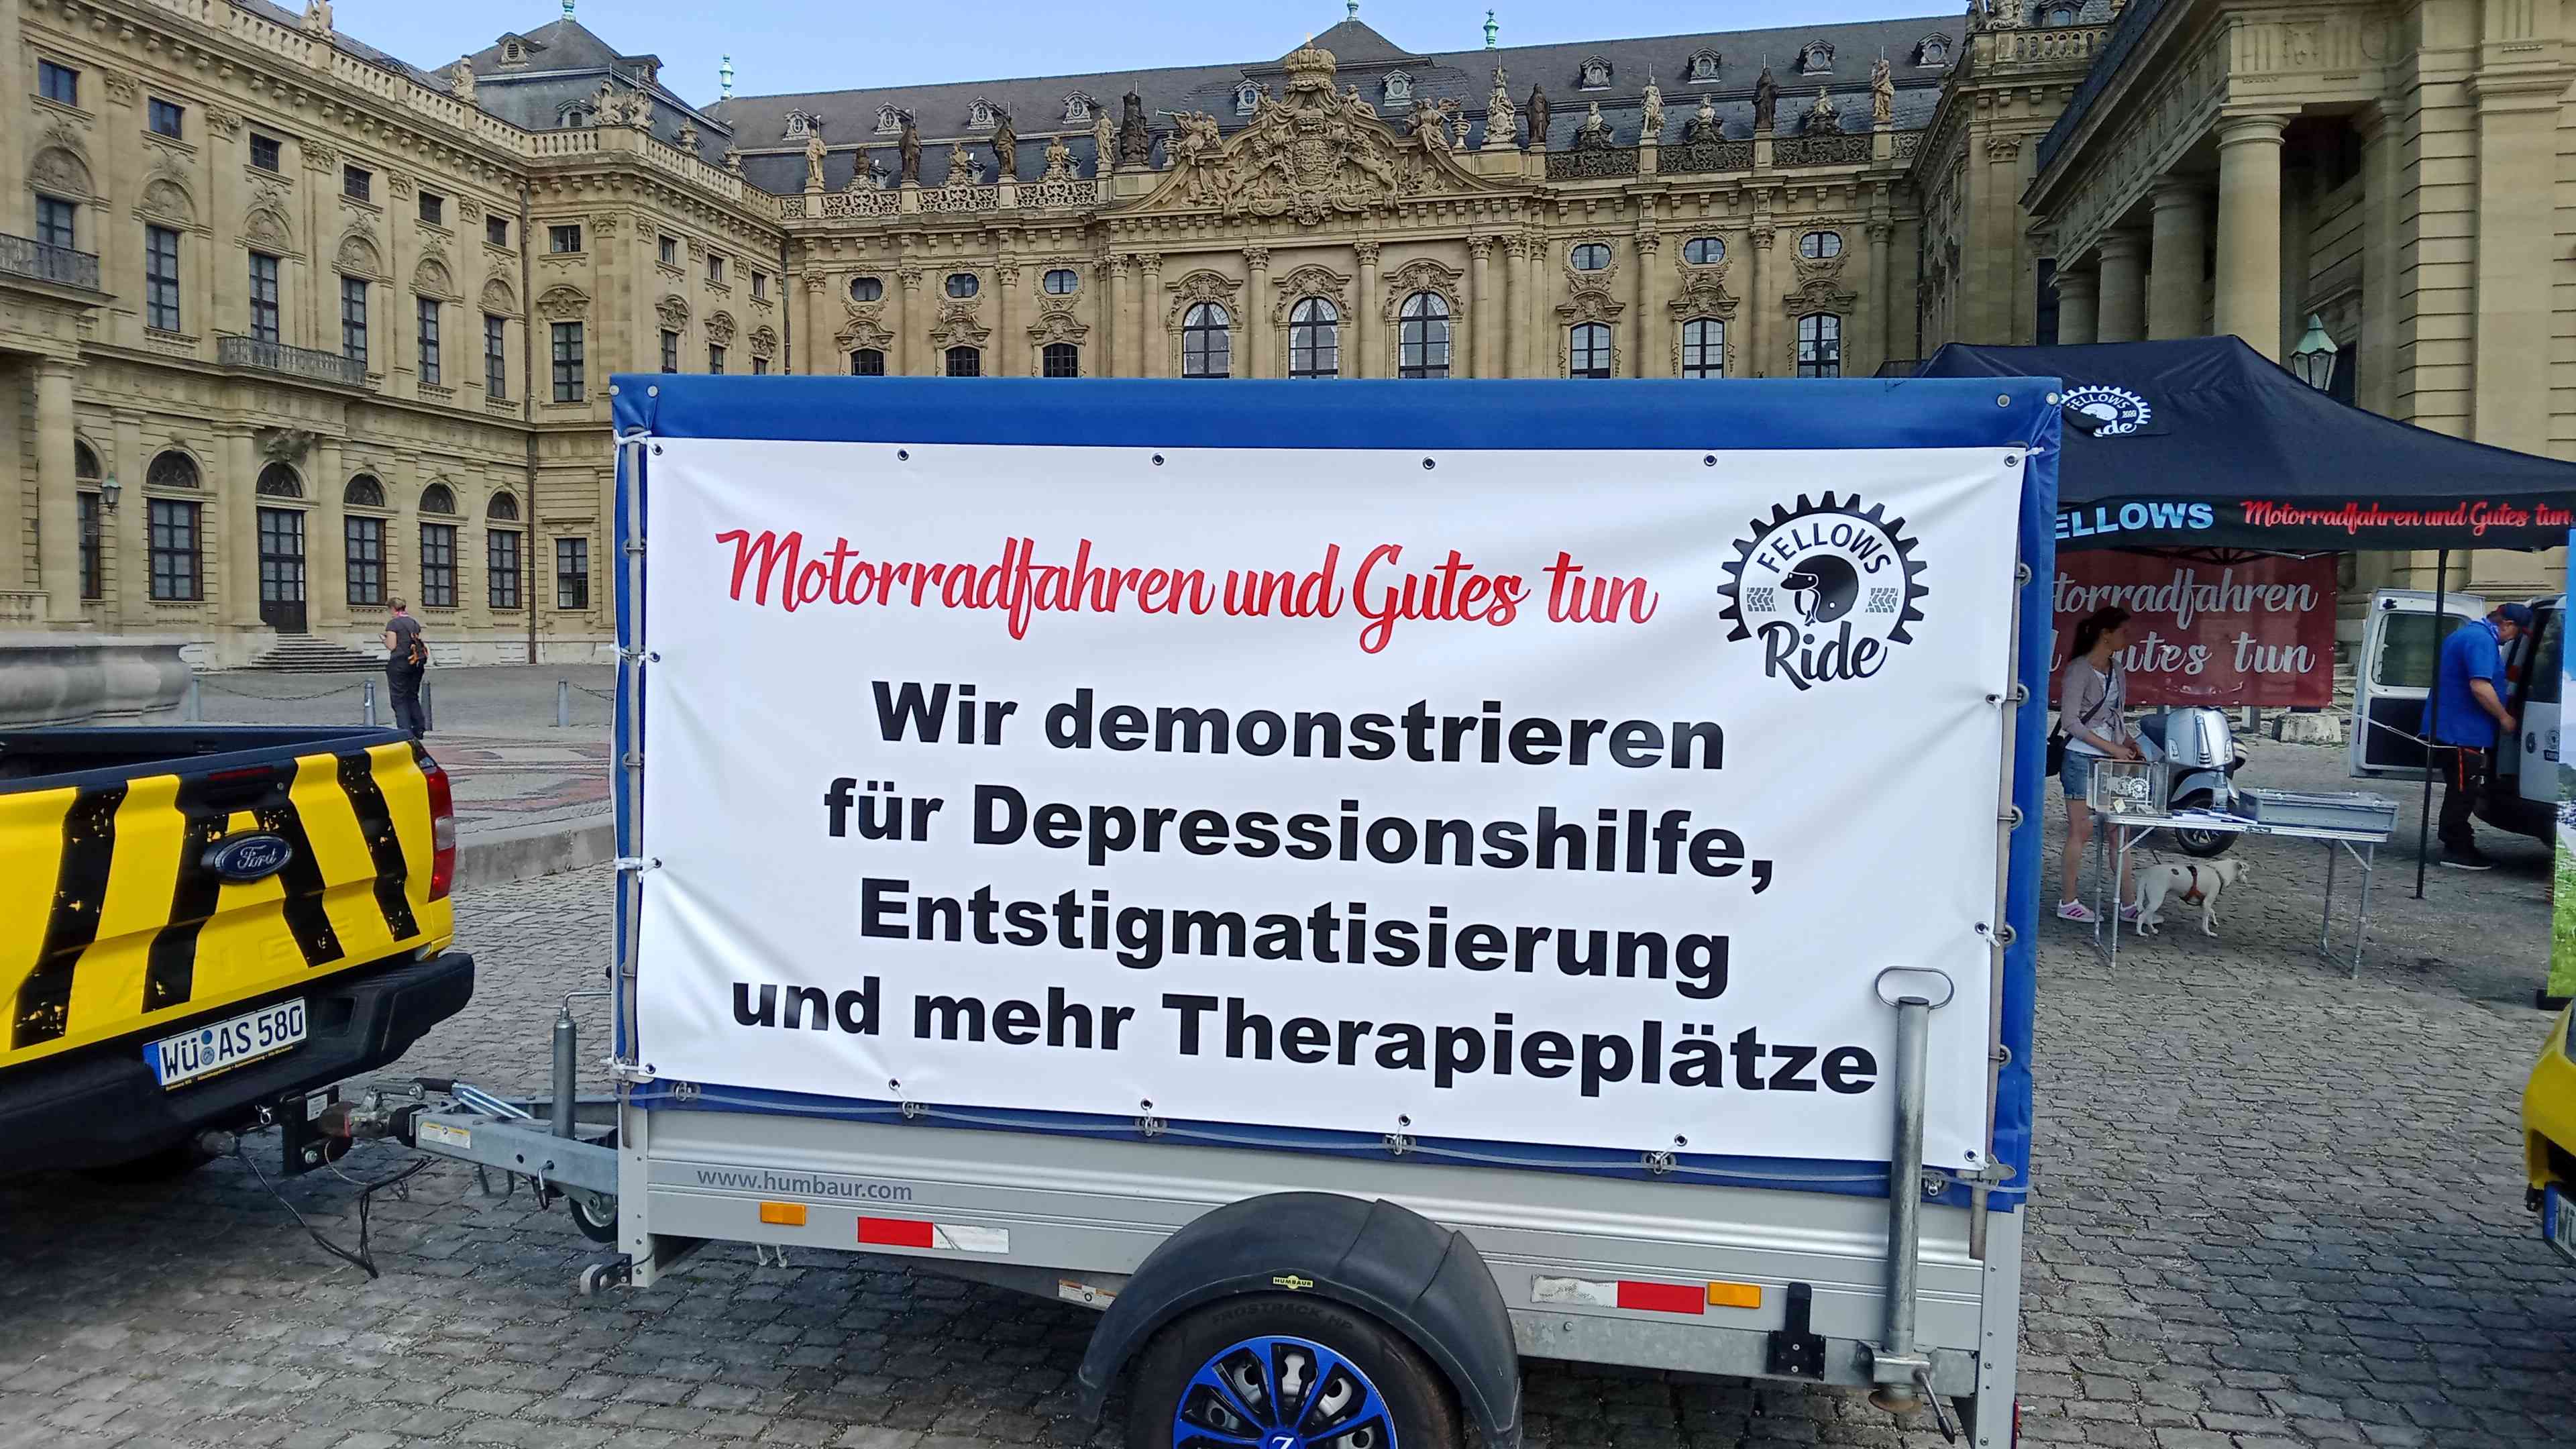 Motorradfahren und Gutes tun
FELLOWS
Ride
Wir demonstrieren
für Depressionshilfe,
Entstigmatisierung
und mehr Therapieplätze
www.humbaur.com
HUMBAUR
Ford
WÜ AS 580
FELLOWS
Motorradfahren und Gutes tun